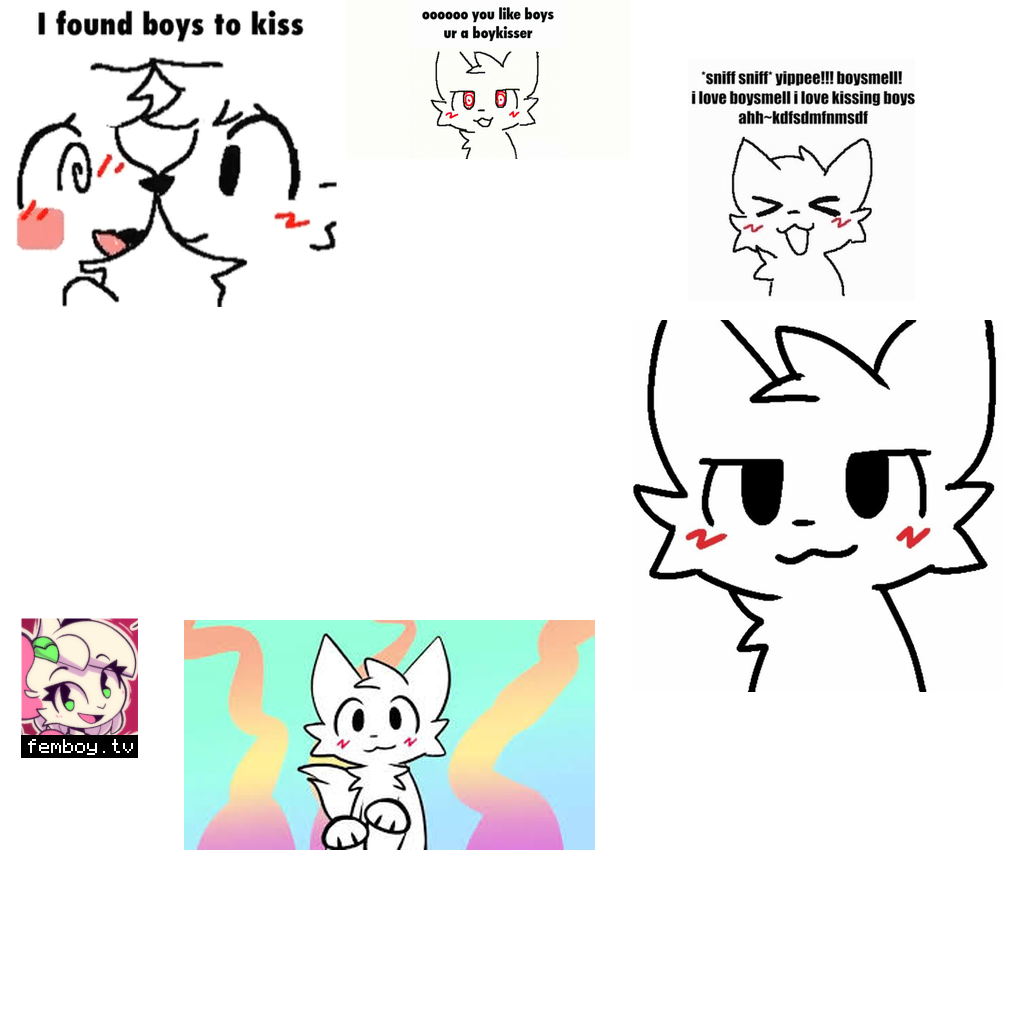 I found boys to kiss
oooooo you like boys
ur a boykisser
*sniff sniff* yippee!!! boysmell!
i love boysmell i love kissing boys
ahh~kdfsdmfnmsdf
femboy.tv